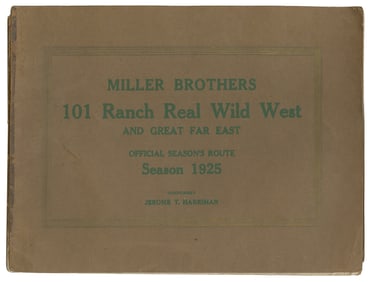 MILLER BROTHERS
101 Ranch Real Wild West
AND GREAT FAR EAST
OFFICIAL SEASON'S ROUTE
Season 1925
JEROME T. HARRIMAN